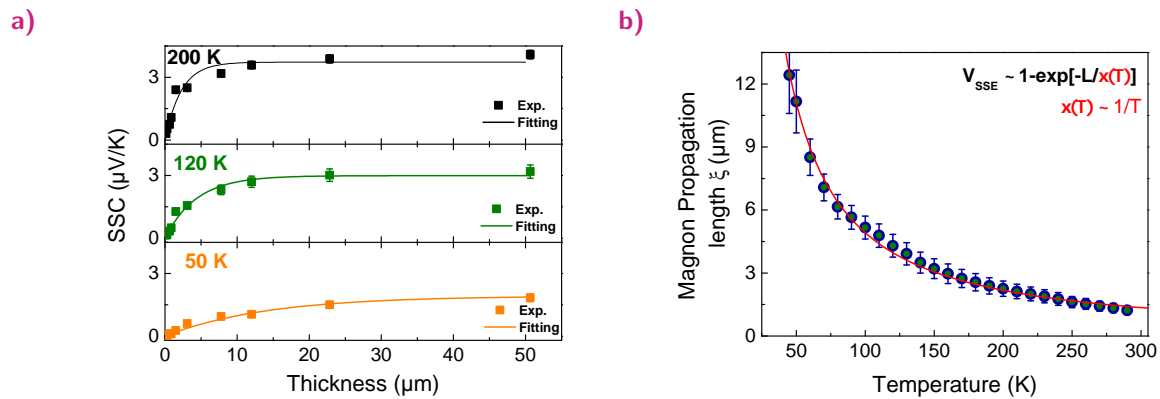 a)
200 K
3
0
Exp.
Fitting
120 K
3
0
Exp.
Fitting
50 K
3
0
Exp.
Fitting
SSC (µV/K)
0 10 20 30 40 50 60
Thickness (µm)
b)
12
9
6
3
0
V_SSE ~ 1-exp[-L/x(T)]
x(T) ~ 1/T
Magnon Propagation
length ξ (µm)
50 100 150 200 250 300
Temperature (K)